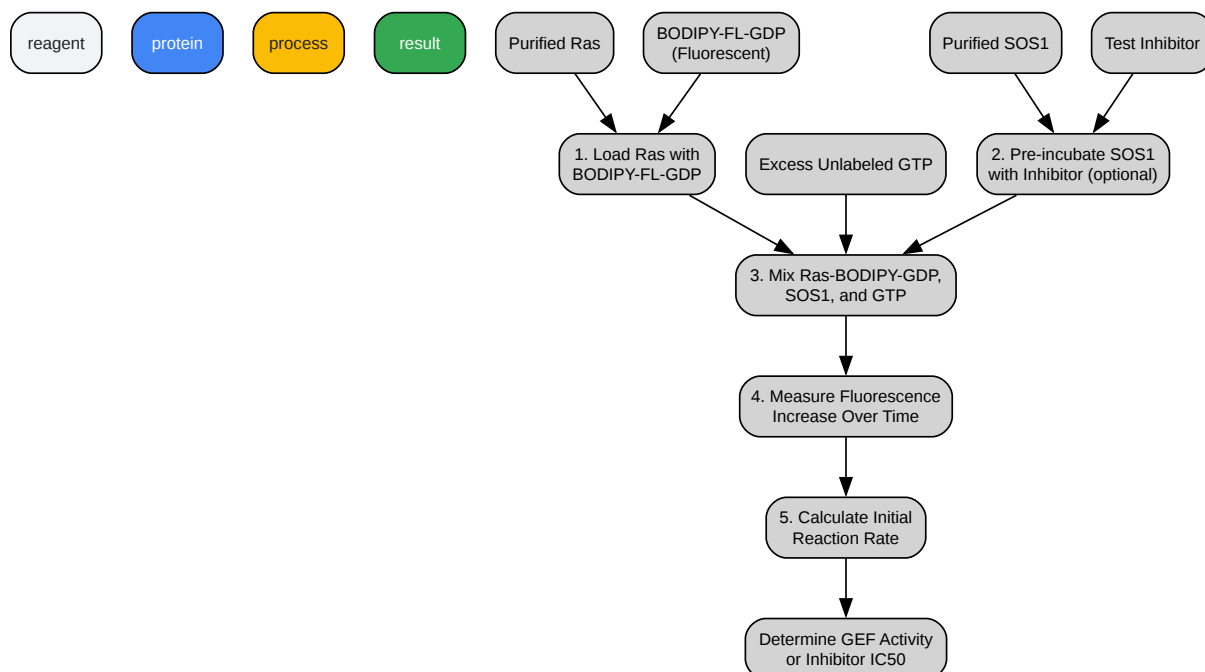 reagent
protein
process
result
Purified Ras
BODIPY-FL-GDP
(Fluorescent)
Purified SOS1
Test Inhibitor
1. Load Ras with
BODIPY-FL-GDP
Excess Unlabeled GTP
2. Pre-incubate SOS1
with Inhibitor (optional)
3. Mix Ras-BODIPY-GDP,
SOS1, and GTP
4. Measure Fluorescence
Increase Over Time
5. Calculate Initial
Reaction Rate
Determine GEF Activity
or Inhibitor IC50